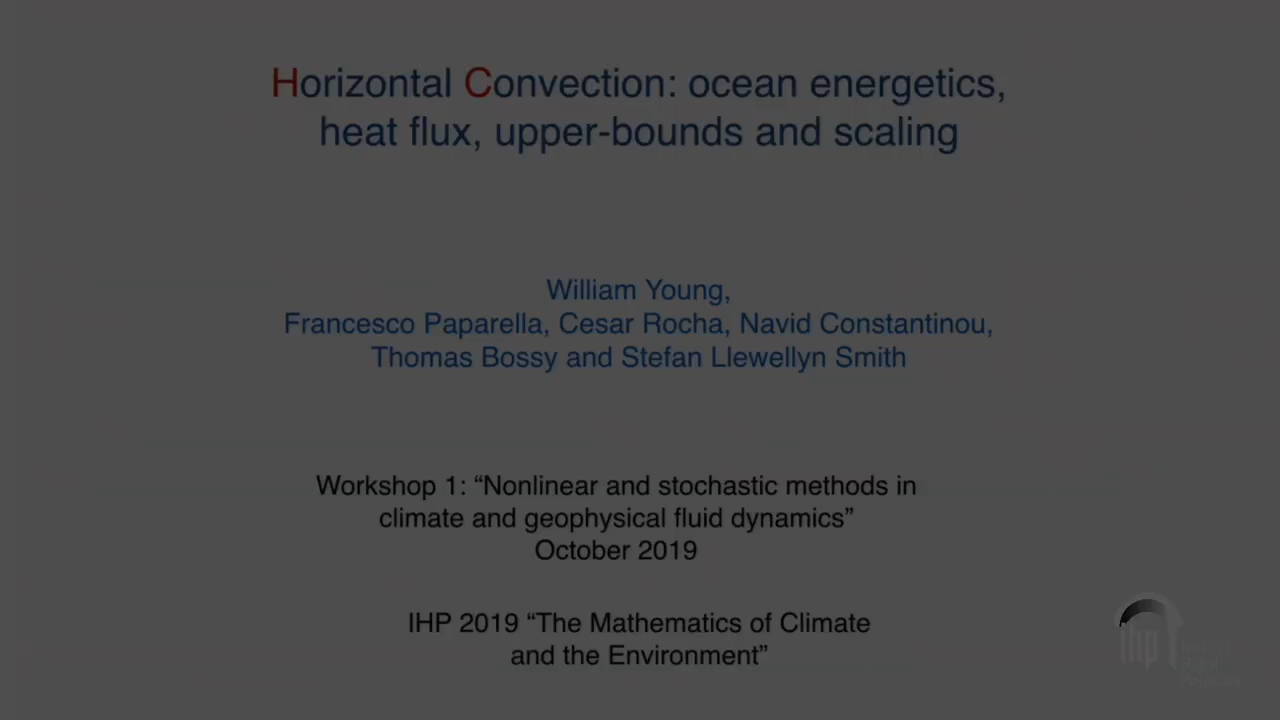 Horizontal Convection: ocean energetics,
heat flux, upper-bounds and scaling
William Young,
Francesco Paparella, Cesar Rocha, Navid Constantinou,
Thomas Bossy and Stefan Llewellyn Smith
Workshop 1: “Nonlinear and stochastic methods in
climate and geophysical fluid dynamics”
October 2019
IHP 2019 “The Mathematics of Climate
and the Environment”
ihp